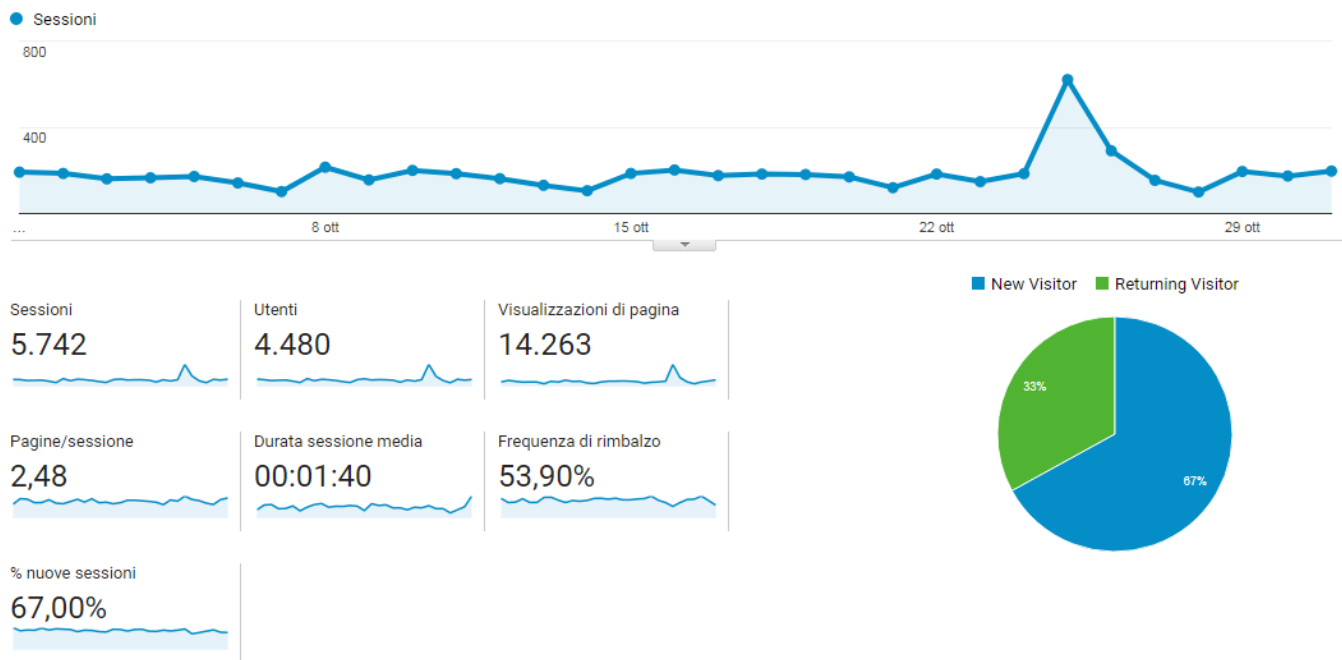 Sessioni
800
400
...
8 ott
15 ott
22 ott
29 ott
New Visitor
Returning Visitor
Sessioni
5.742
Utenti
4.480
Visualizzazioni di pagina
14.263
33%
67%
Pagine/sessione
2,48
Durata sessione media
00:01:40
Frequenza di rimbalzo
53,90%
% nuove sessioni
67,00%